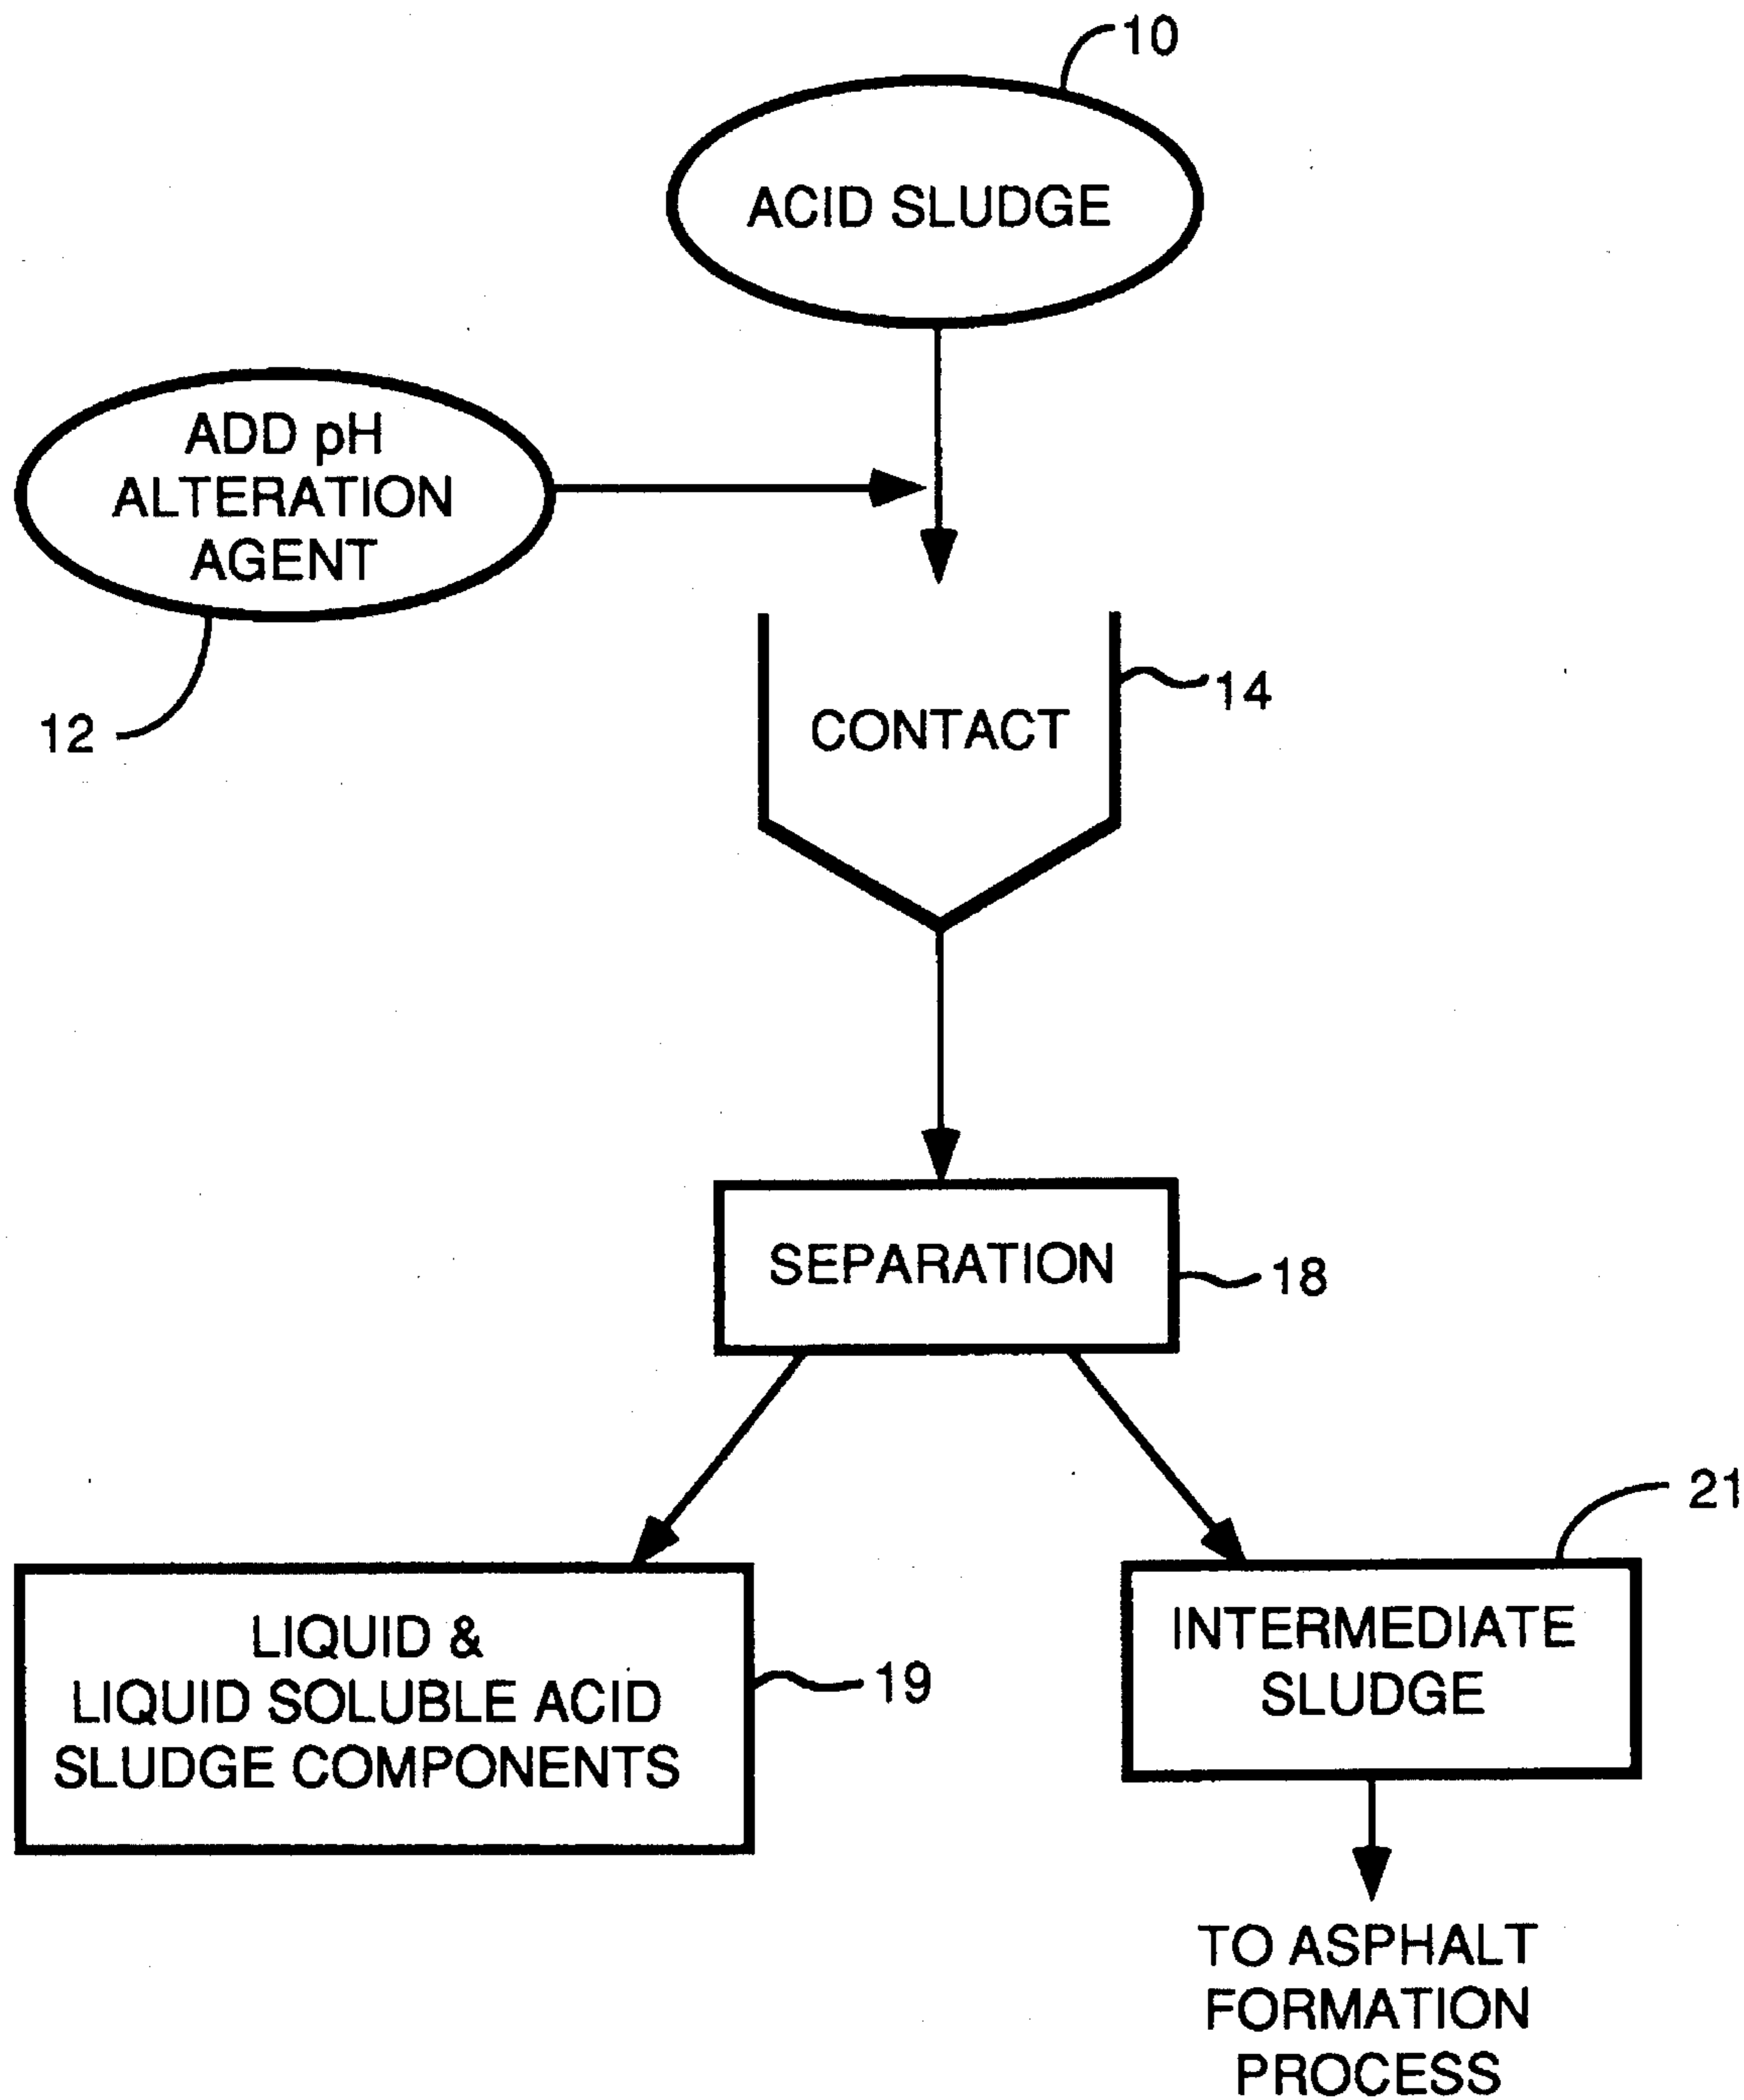 10
ACID SLUDGE
ADD pH
ALTERATION
AGENT
12
14
CONTACT
SEPARATION
18
21
LIQUID &
LIQUID SOLUBLE ACID
SLUDGE COMPONENTS
19
INTERMEDIATE
SLUDGE
TO ASPHALT
FORMATION
PROCESS